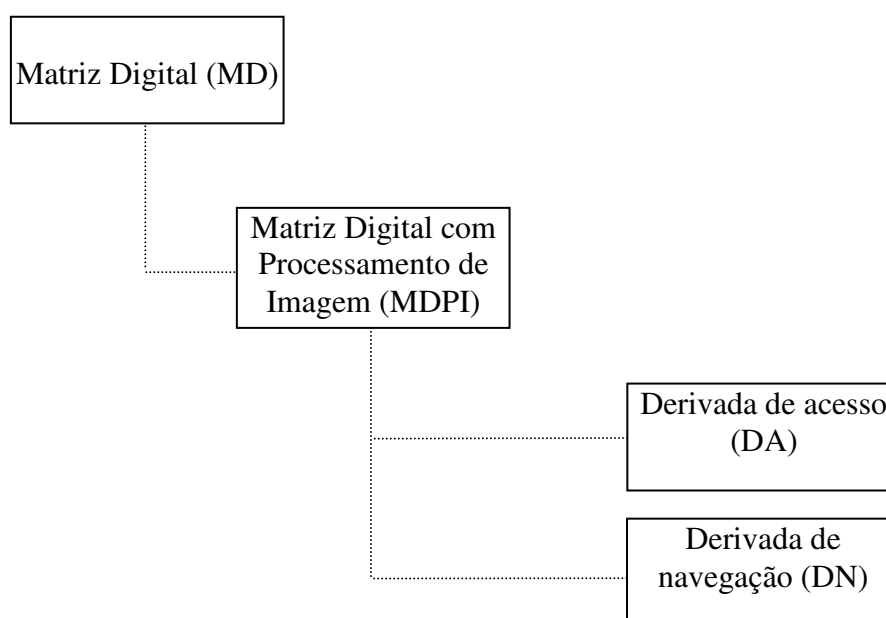 Matriz Digital (MD)
Matriz Digital com
Processamento de
Imagem (MDPI)
Derivada de acesso
(DA)
Derivada de
navegação (DN)